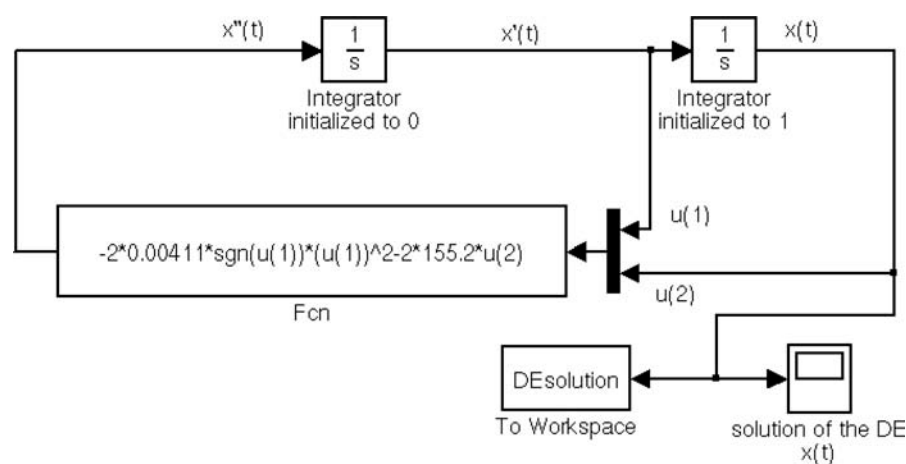 x"(t)
1
s
x'(t)
1
s
x(t)
Integrator
initialized to 0
Integrator
initialized to 1
u(1)
-2*0.00411*sgn(u(1))*(u(1))^2-2*155.2*u(2)
u(2)
Fcn
DEsolution
To Workspace
solution of the DE
x(t)